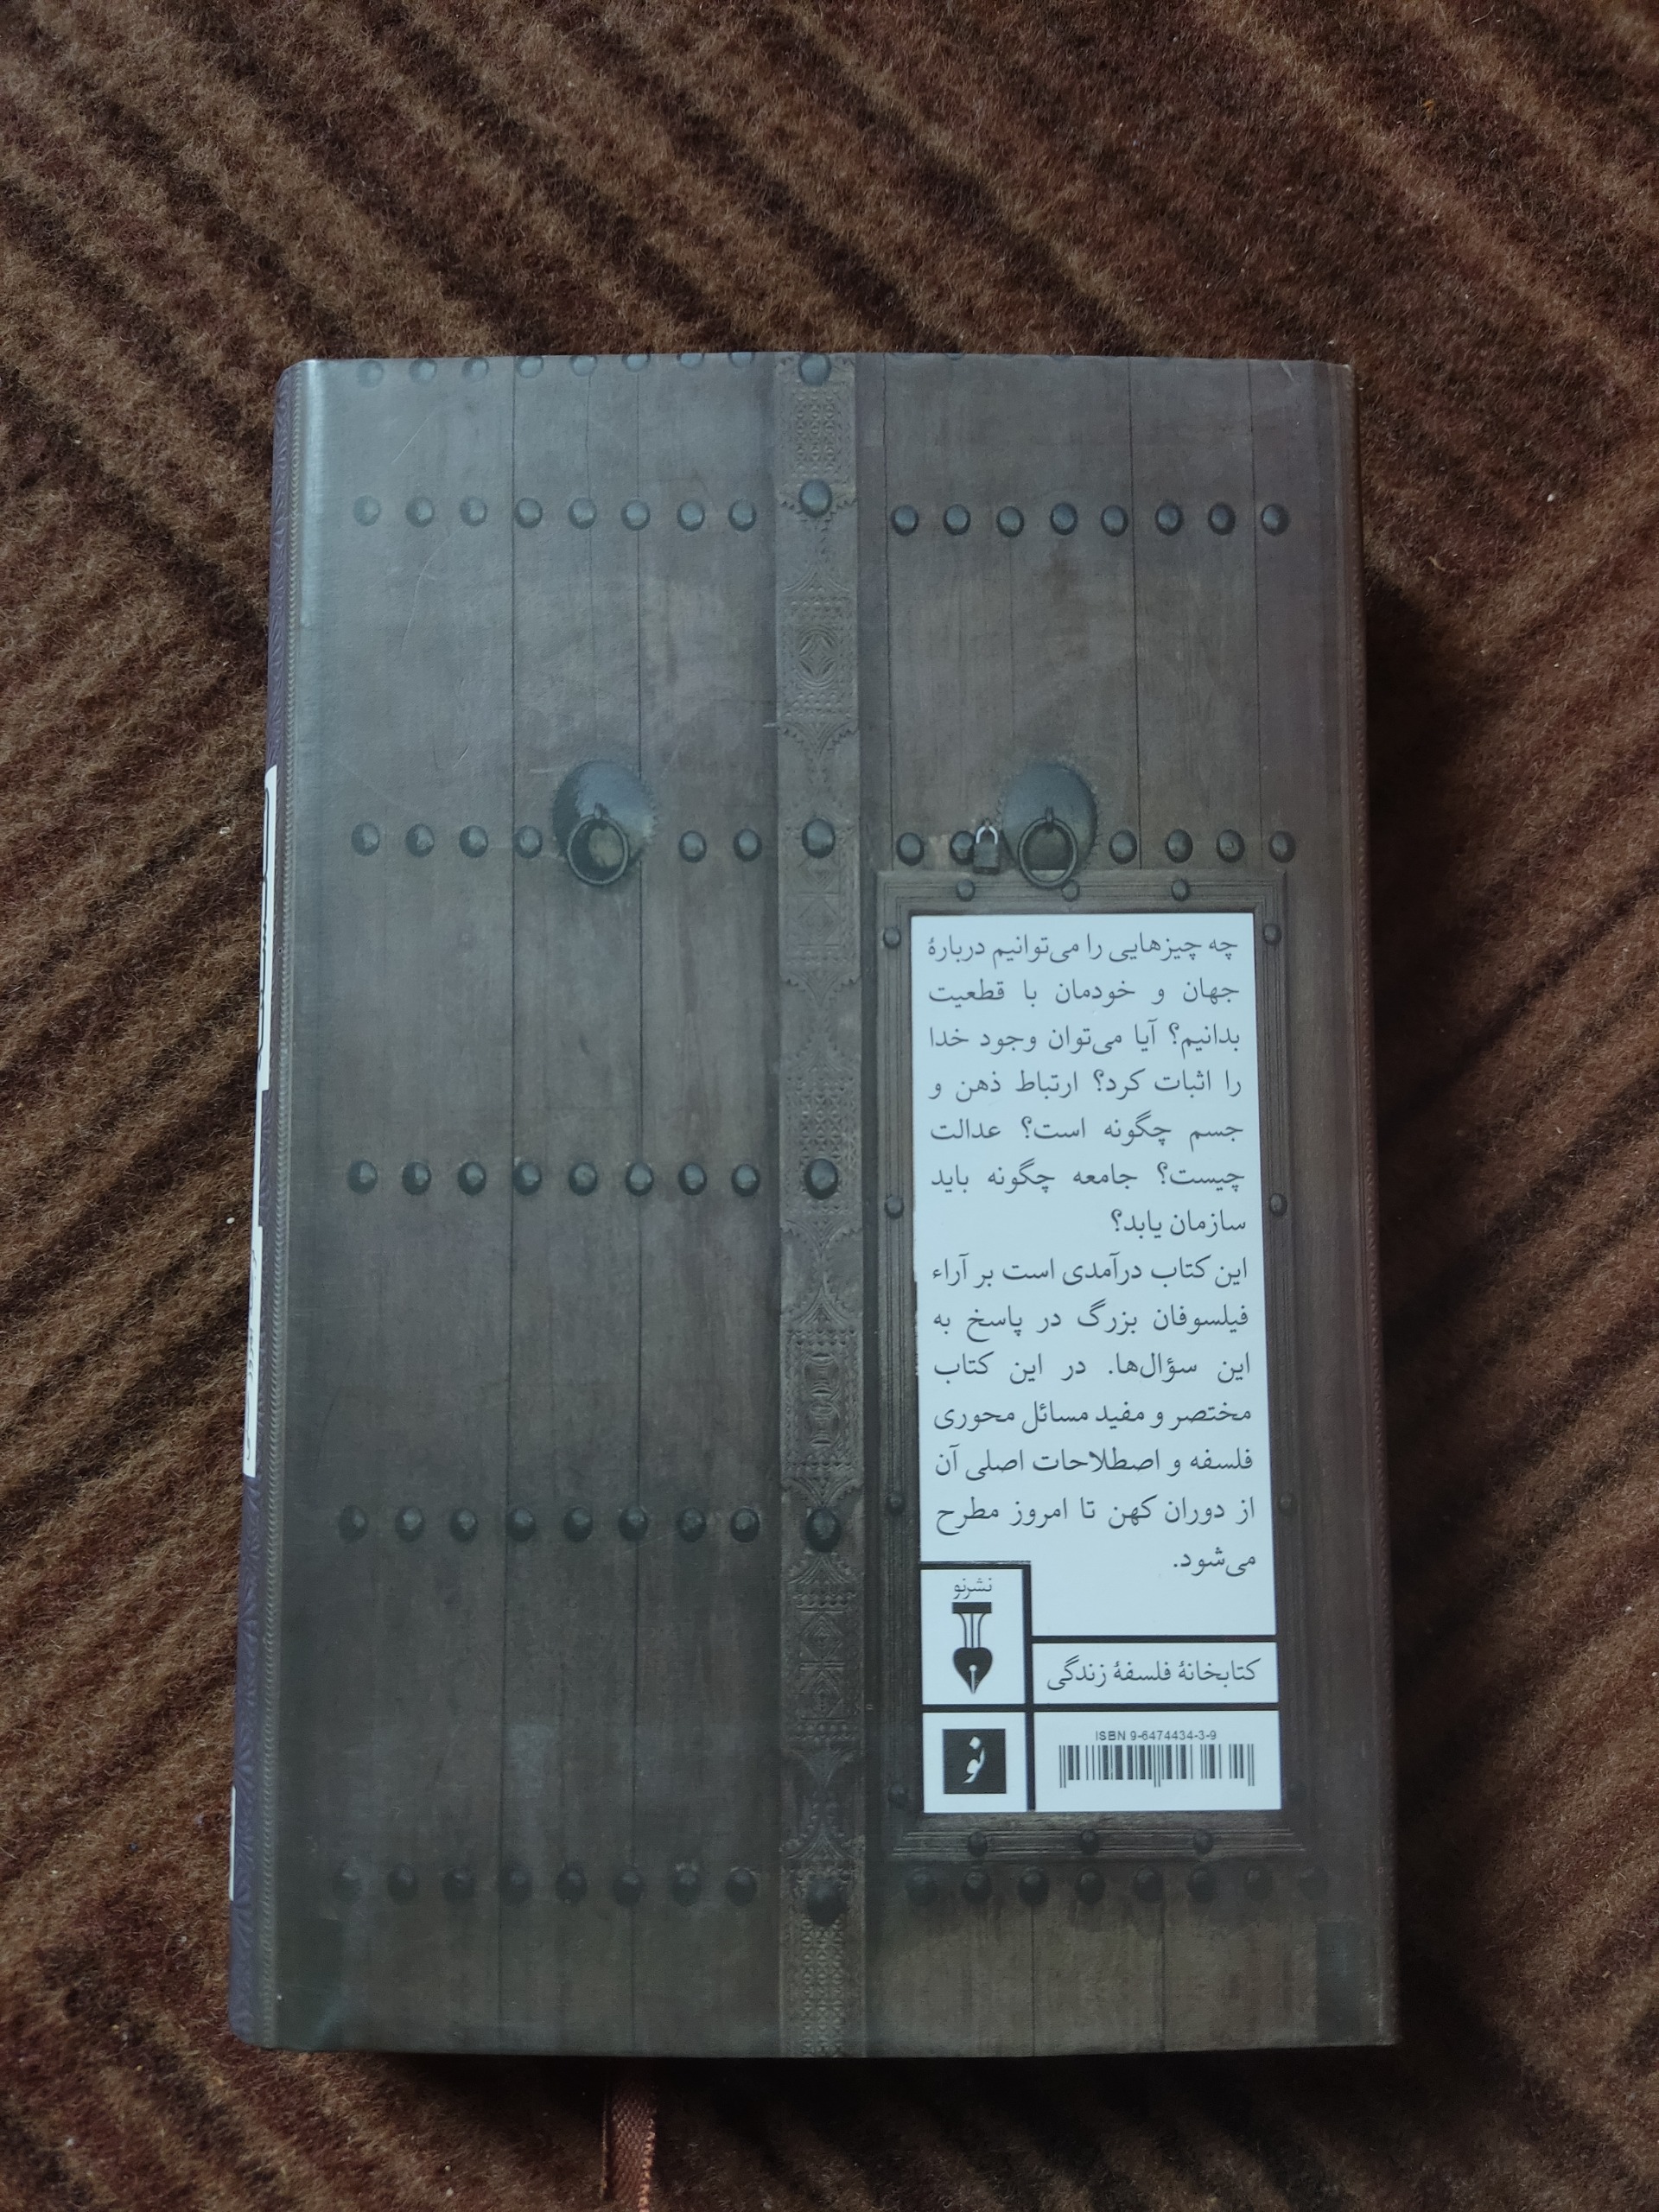 چه چیزهایی را می‌توانیم دربارهٔ
جهان و خودمان با قطعیت
بدانیم؟ آیا می‌توان وجود خدا
را اثبات کرد؟ ارتباط ذهن و
جسم چگونه است؟ عدالت
چیست؟ جامعه چگونه باید
سازمان یابد؟
این کتاب درآمدی است بر آراء
فیلسوفان بزرگ در پاسخ به
این سؤال‌ها. در این کتاب
مختصر و مفید مسائل محوری
فلسفه و اصطلاحات اصلی آن
از دوران کهن تا امروز مطرح
می‌شود.
نشرنو
کتابخانهٔ فلسفهٔ زندگی
ISBN 9-6474434-3-9
نو